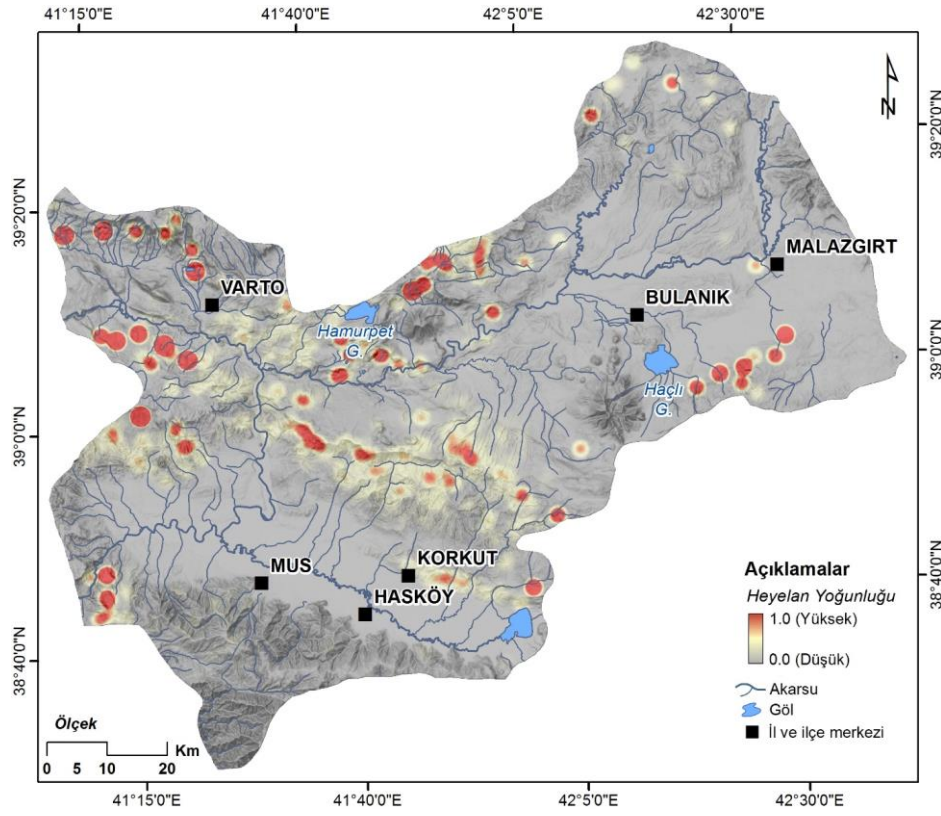 41°15'0"E 41°40'0"E 42°5'0"E 42°30'0"E
N
39°20'0"N
39°20'0"N
MALAZGIRT
VARTO
BULANIK
Hamurpet
G.
39°0'0"N
Haçlı
G.
39°0'0"N
KORKUT
MUS
HASKÖY
38°40'0"N
38°40'0"N
Açıklamalar
Heyelan Yoğunluğu
1.0 (Yüksek)
0.0 (Düşük)
Akarsu
Göl
İl ve ilçe merkezi
Ölçek
Km
0 5 10 20
41°15'0"E 41°40'0"E 42°5'0"E 42°30'0"E